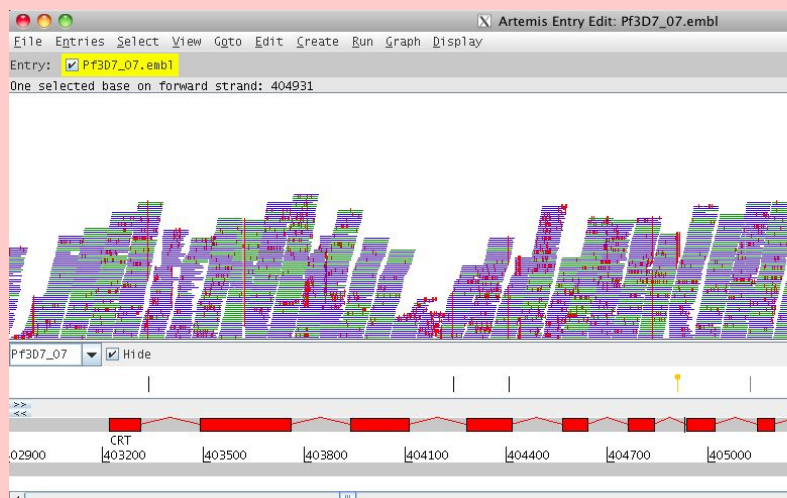 X Artemis Entry Edit: Pf3D7_07.embl
File Entries Select View Goto Edit Create Run Graph Display
Entry: Pf3D7_07.embl
One selected base on forward strand: 404931
Pf3D7_07 Hide
>>
<<
CRT
02900 403200 403500 403800 404100 404400 404700 405000